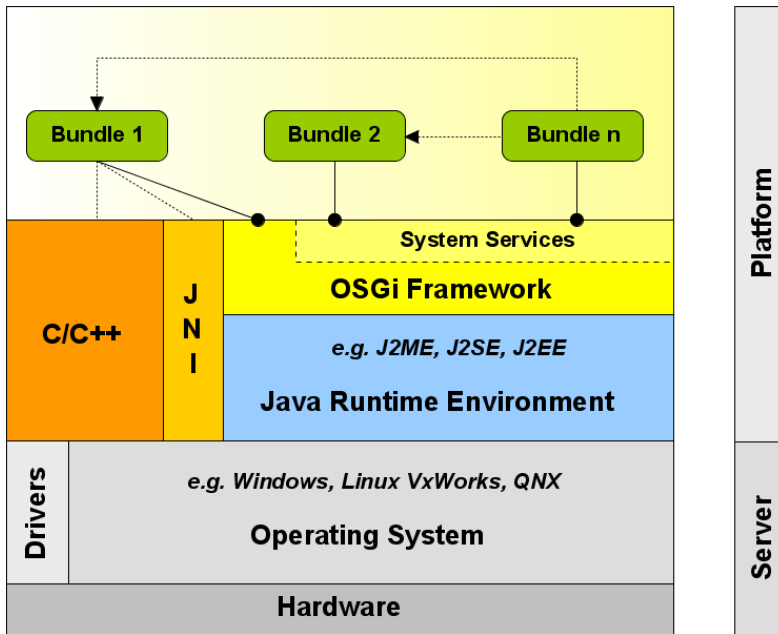 Bundle 1
Bundle 2
Bundle n
System Services
OSGi Framework
C/C++
J
N
I
e.g. J2ME, J2SE, J2EE
Java Runtime Environment
Drivers
e.g. Windows, Linux VxWorks, QNX
Operating System
Hardware
Platform
Server